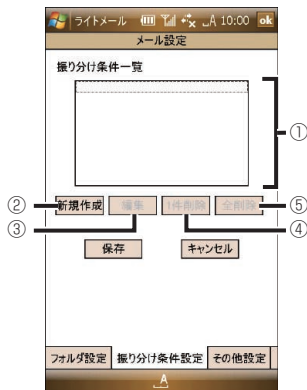 ライトメール A 10:00 ok
メール設定
振り分け条件一覧
①
② 新規作成 編集 1件削除 全削除 ⑤
③ ④
保存 キャンセル
フォルダ設定 振り分け条件設定 その他設定
A